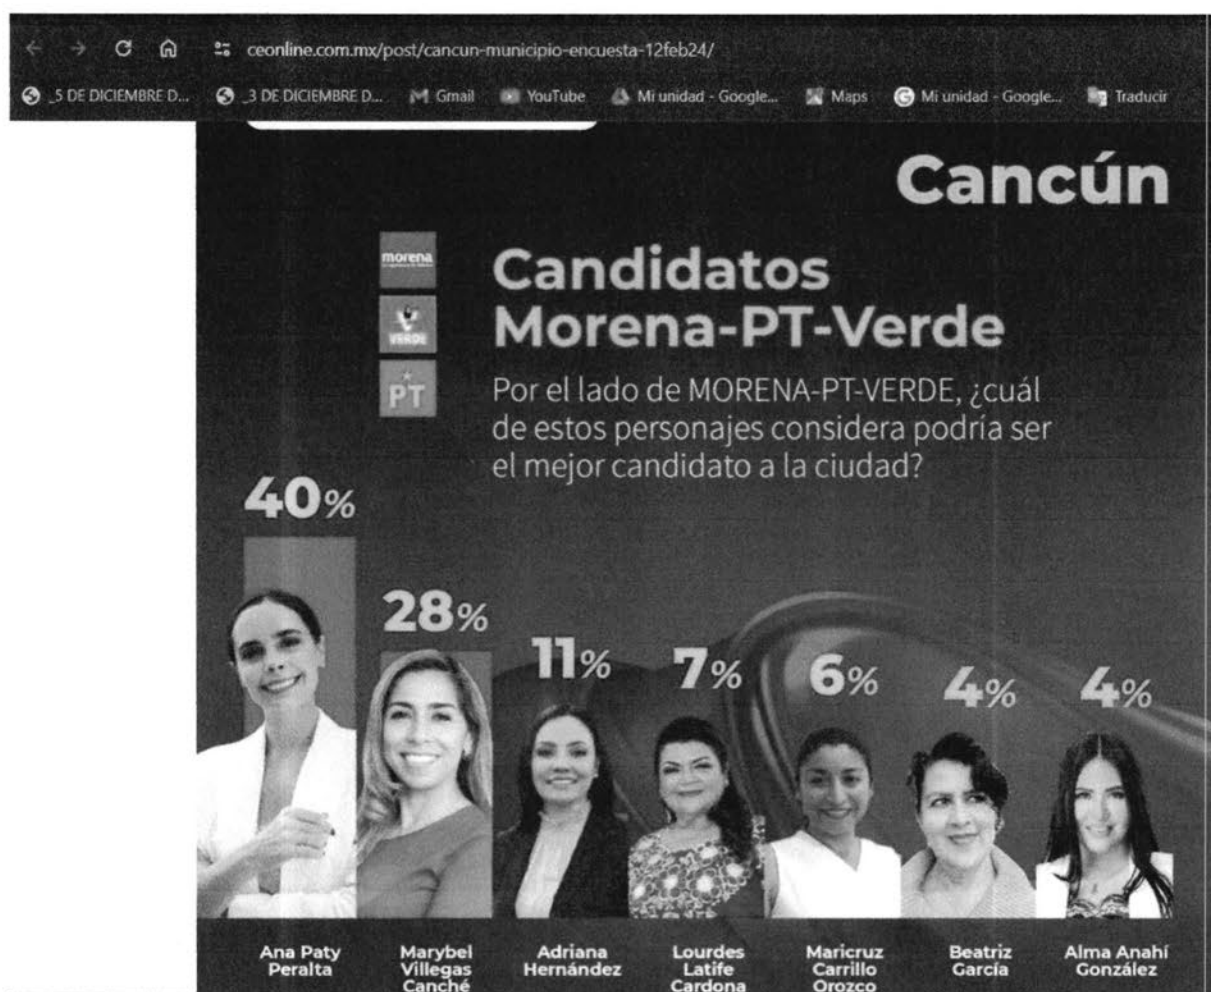 ceonline.com.mx/post/cancun-municipio-encuesta-12feb24/
_5 DE DICIEMBRE D... _3 DE DICIEMBRE D... Gmail YouTube Mi unidad - Google... Maps Mi unidad - Google... Traducir
Cancún
morena
VERDE
PT
Candidatos
Morena-PT-Verde
Por el lado de MORENA-PT-VERDE, ¿cuál
de estos personajes considera podría ser
el mejor candidato a la ciudad?
40%
28%
11%
7%
6%
4%
4%
Ana Paty
Peralta
Marybel
Villegas
Canché
Adriana
Hernández
Lourdes
Latife
Cardona
Maricruz
Carrillo
Orozco
Beatriz
García
Alma Anahí
González